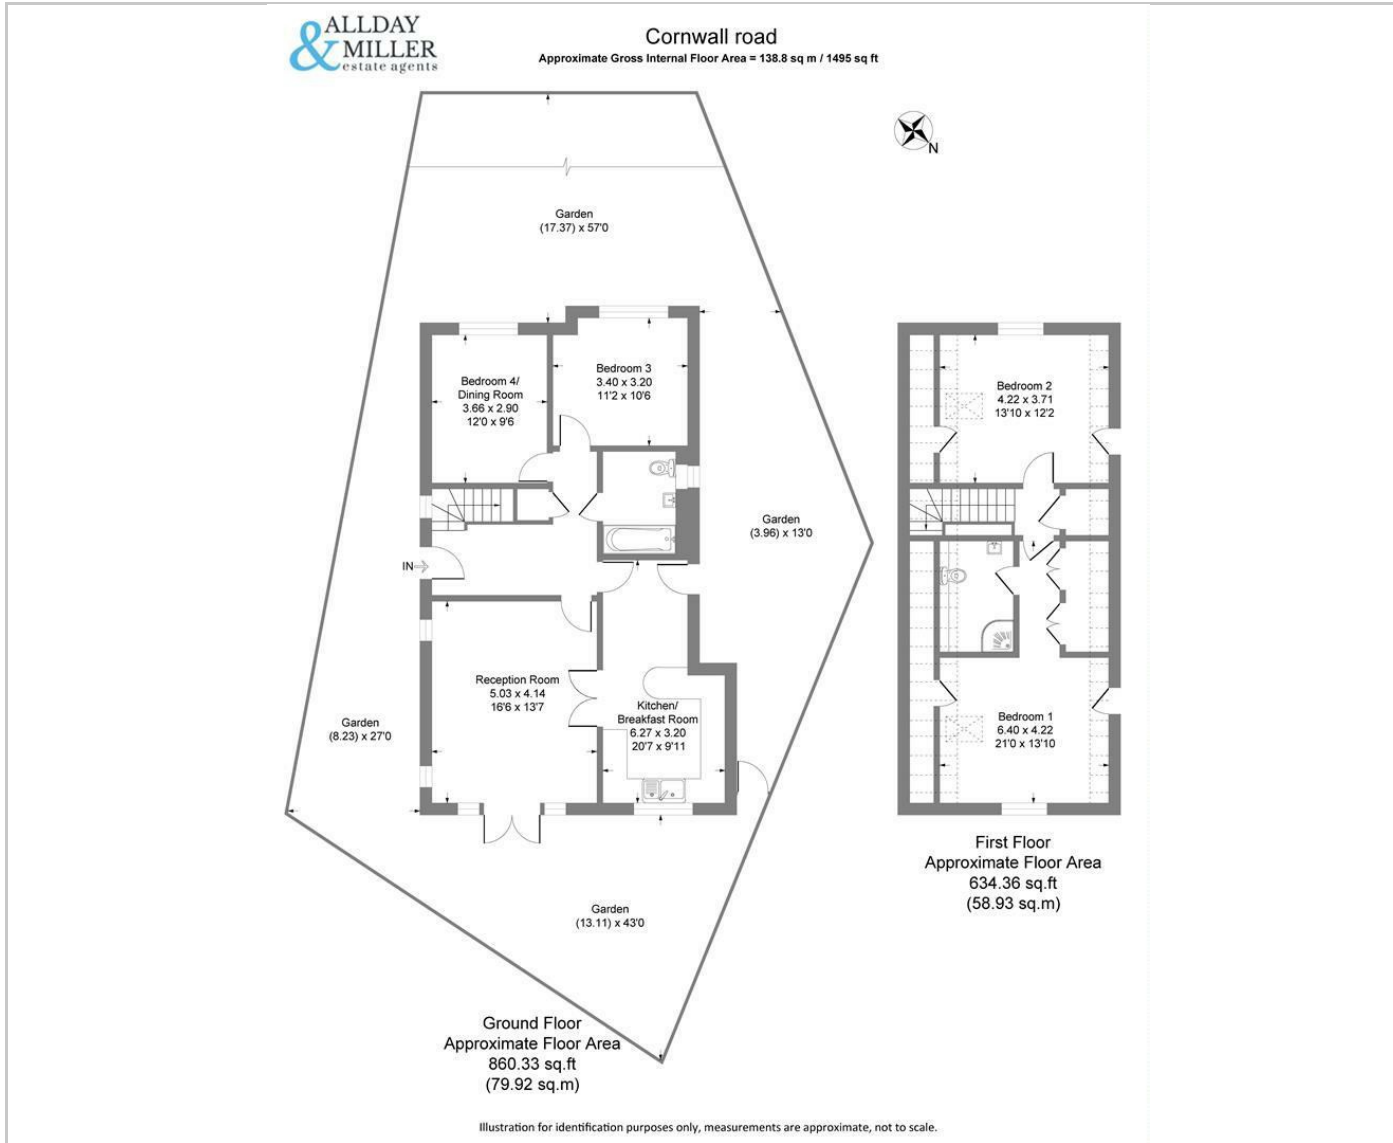 ALLDAY
& MILLER
estate agents
Cornwall road
Approximate Gross Internal Floor Area = 138.8 sq m / 1495 sq ft
N
Garden
(17.37) x 57'0
Bedroom 4/
Dining Room
3.66 x 2.90
12'0 x 9'6
Bedroom 3
3.40 x 3.20
11'2 x 10'6
Garden
(3.96) x 13'0
IN
Reception Room
5.03 x 4.14
16'6 x 13'7
Kitchen/
Breakfast Room
6.27 x 3.20
20'7 x 9'11
Garden
(8.23) x 27'0
Garden
(13.11) x 43'0
Ground Floor
Approximate Floor Area
860.33 sq.ft
(79.92 sq.m)
Bedroom 2
4.22 x 3.71
13'10 x 12'2
Bedroom 1
6.40 x 4.22
21'0 x 13'10
First Floor
Approximate Floor Area
634.36 sq.ft
(58.93 sq.m)
Illustration for identification purposes only, measurements are approximate, not to scale.